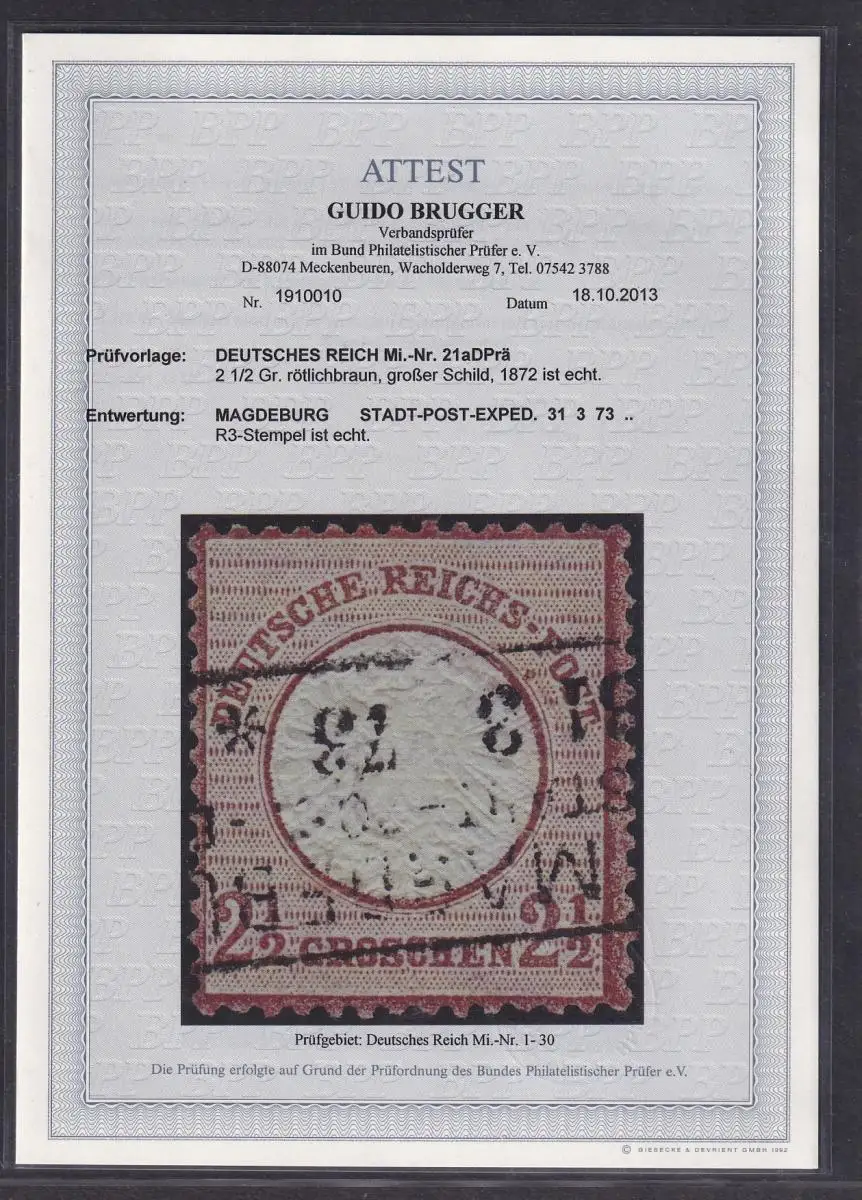 ATTEST
GUIDO BRUGGER
Verbandsprüfer
im Bund Philatelistischer Prüfer e. V.
D-88074 Meckenbeuren, Wacholderweg 7, Tel. 07542 3788
Nr. 1910010 Datum 18.10.2013
Prüfvorlage: DEUTSCHES REICH Mi.-Nr. 21aDPrä
2 1/2 Gr. rötlichbraun, großer Schild, 1872 ist echt.
Entwertung: MAGDEBURG STADT-POST-EXPED. 31 3 73 ..
R3-Stempel ist echt.
DEUTSCHE REICHS-POST
31 3 73 *
2½ GROSCHEN 2½
Prüfgebiet: Deutsches Reich Mi.-Nr. 1- 30
Die Prüfung erfolgte auf Grund der Prüfordnung des Bundes Philatelistischer Prüfer e.V.
© GIESECKE & DEVRIENT GMBH 1992